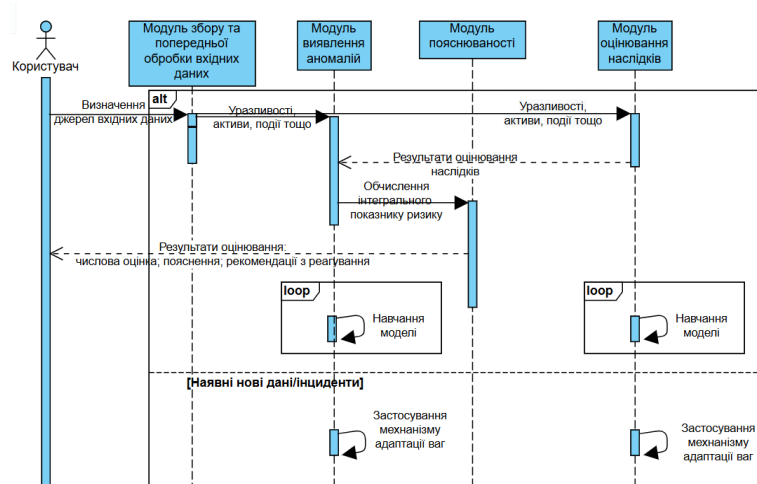 Користувач
Модуль збору та
попередньої
обробки вхідних
даних
Модуль
виявлення
аномалій
Модуль
пояснюваності
Модуль
оцінювання
наслідків
alt
Визначення
джерел вхідних даних
Уразливості,
активи, події тощо
Уразливості,
активи, події тощо
Результати оцінювання
наслідків
Обчислення
інтегрального
показнику ризику
Результати оцінювання:
числова оцінка; пояснення; рекомендації з реагування
loop
Навчання
моделі
loop
Навчання
моделі
[Наявні нові дані/інциденти]
Застосування
механізму
адаптації ваг
Застосування
механізму
адаптації ваг